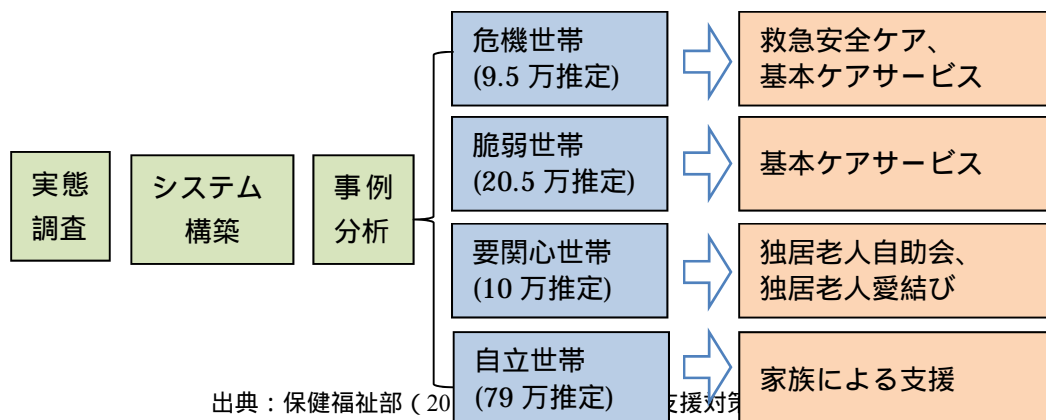 実態
調査
システム
構築
事例
分析
危機世帯
(9.5 万推定)
救急安全ケア、
基本ケアサービス
脆弱世帯
(20.5 万推定)
基本ケアサービス
要関心世帯
(10 万推定)
独居老人自助会、
独居老人愛結び
自立世帯
(79 万推定)
家族による支援
出典：保健福祉部（20 支援対策